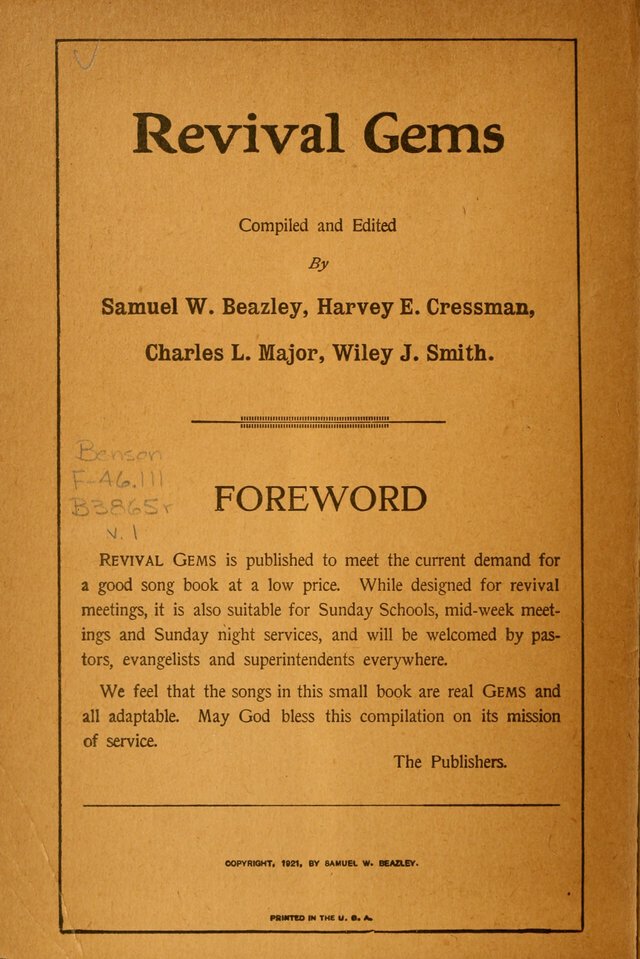 Revival Gems
Compiled and Edited
By
Samuel W. Beazley, Harvey E. Cressman,
Charles L. Major, Wiley J. Smith.
Benson
F-46.111
B3865r
v.1
FOREWORD
REVIVAL GEMS is published to meet the current demand for
a good song book at a low price. While designed for revival
meetings, it is also suitable for Sunday Schools, mid-week meet-
ings and Sunday night services, and will be welcomed by pas-
tors, evangelists and superintendents everywhere.
We feel that the songs in this small book are real GEMS and
all adaptable. May God bless this compilation on its mission
of service.
The Publishers.
COPYRIGHT, 1921, BY SAMUEL W. BEAZLEY.
PRINTED IN THE U. S. A.